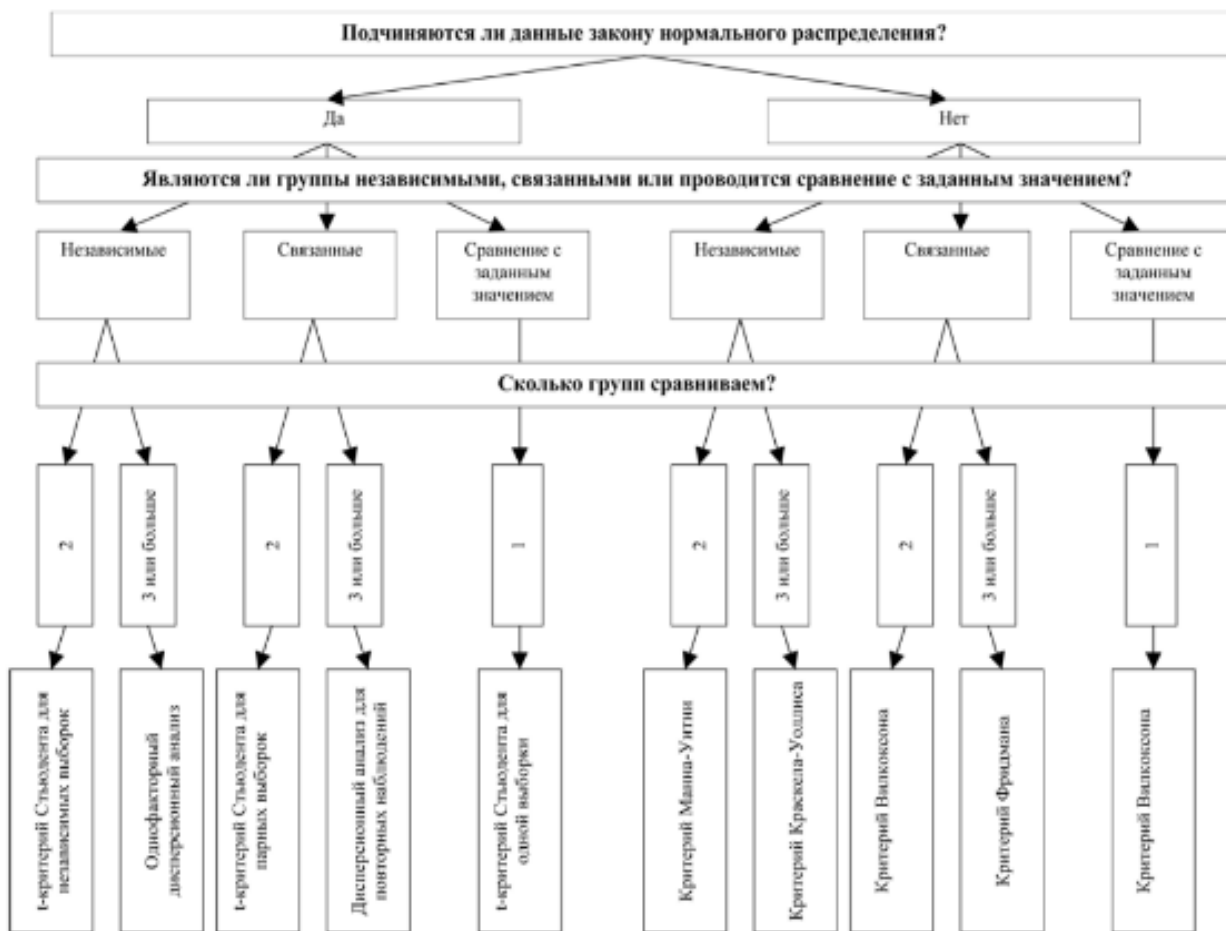 Подчиняются ли данные закону нормального распределения?
Да
Нет
Являются ли группы независимыми, связанными или проводится сравнение с заданным значением?
Независимые
Связанные
Сравнение с
заданным
значением
Независимые
Связанные
Сравнение с
заданным
значением
Сколько групп сравниваем?
2
3 или больше
2
3 или больше
1
2
3 или больше
2
3 или больше
1
t-критерий Стьюдента для
независимых выборок
Однофакторный
дисперсионный анализ
t-критерий Стьюдента для
парных выборок
Дисперсионный анализ для
повторных наблюдений
t-критерий Стьюдента для
одной выборки
Критерий Манна-Уитни
Критерий Краскела-Уоллиса
Критерий Вилкоксона
Критерий Фридмана
Критерий Вилкоксона